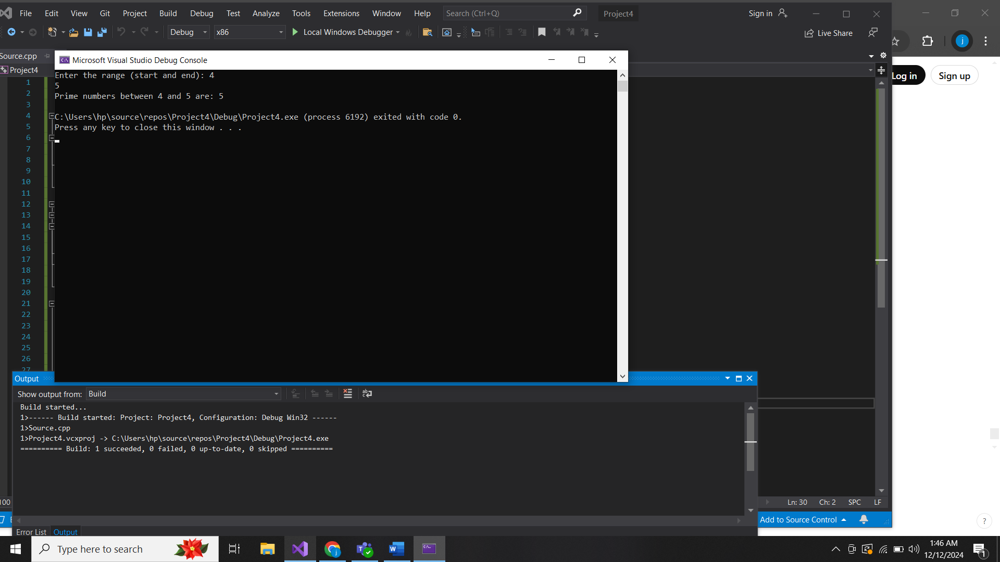 File Edit View Git Project Build Debug Test Analyze Tools Extensions Window Help Search (Ctrl+Q) Project4 Sign in
Debug x86 Local Windows Debugger Live Share
j
Source.cpp
Project4
Microsoft Visual Studio Debug Console
Log in Sign up
Enter the range (start and end): 4
5
Prime numbers between 4 and 5 are: 5
C:\Users\hp\source\repos\Project4\Debug\Project4.exe (process 6192) exited with code 0.
Press any key to close this window . . .
1
2
3
4
5
6
7
8
9
10
11
12
13
14
15
16
17
18
19
20
21
22
23
24
25
26
27
Output
Show output from: Build
Build started...
1>------ Build started: Project: Project4, Configuration: Debug Win32 ------
1>Source.cpp
1>Project4.vcxproj -> C:\Users\hp\source\repos\Project4\Debug\Project4.exe
========== Build: 1 succeeded, 0 failed, 0 up-to-date, 0 skipped ==========
100
Ln: 30 Ch: 2 SPC LF
Add to Source Control
?
Error List Output
Type here to search
1:46 AM
12/12/2024
1